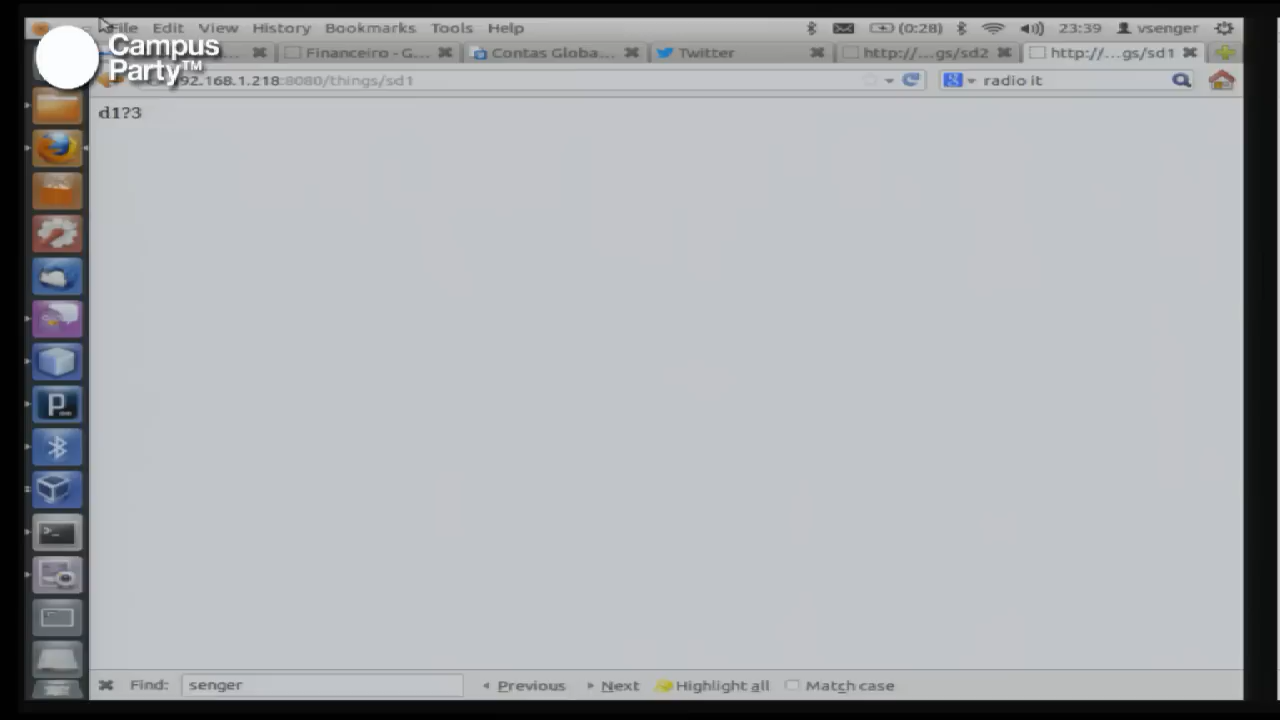 File Edit View History Bookmarks Tools Help (0:28) 23:39 vsenger
Campus
Party™
Financeiro - G... Contas Globa... Twitter http://...gs/sd2 http://...gs/sd1
92.168.1.218:8080/things/sd1 radio it
d1?3
Find: senger Previous Next Highlight all Match case